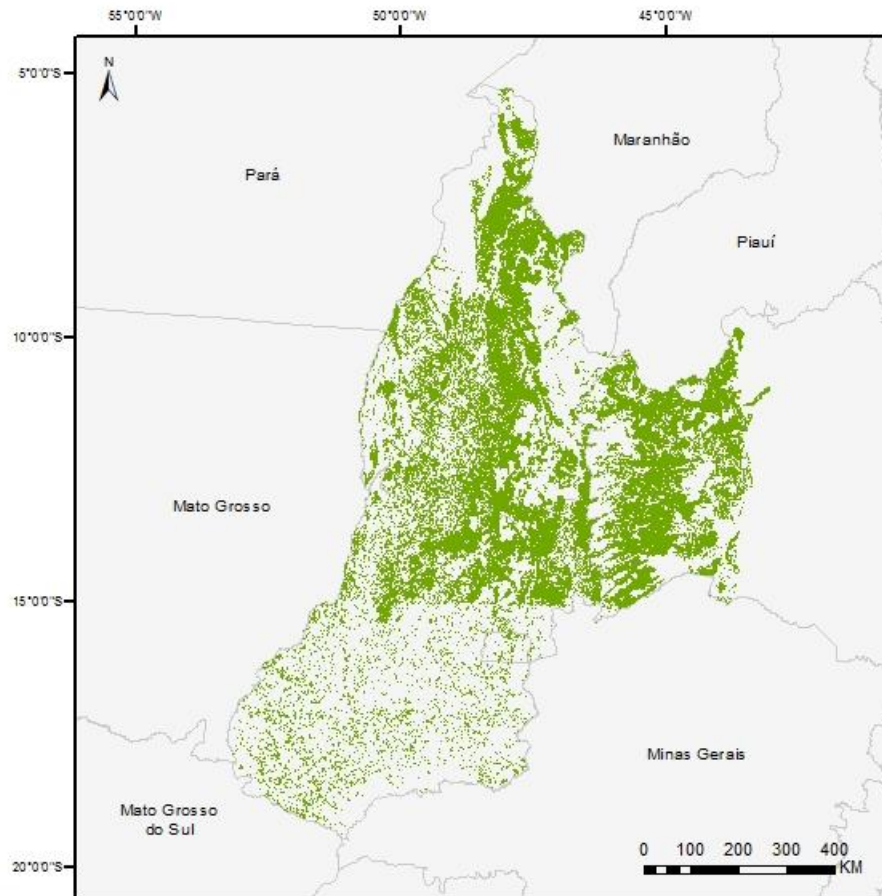 55°0'0"W 50°0'0"W 45°0'0"W
5°0'0"S
N
Maranhão
Pará
Piauí
10°0'0"S
Mato Grosso
15°0'0"S
Minas Gerais
Mato Grosso
do Sul
0 100 200 300 400
KM
20°0'0"S